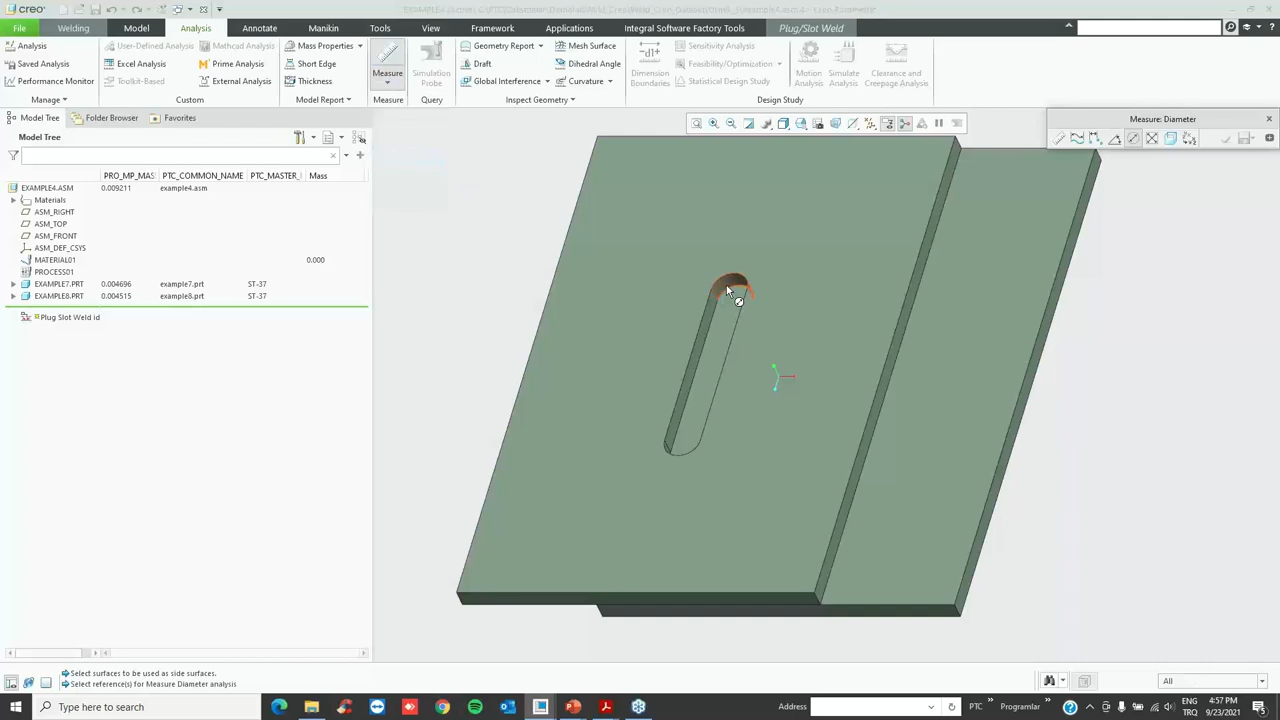 creo
File Welding Model Analysis Annotate Manikin Tools View Framework Applications Integral Software Factory Tools Plug/Slot Weld
Analysis User-Defined Analysis Mathcad Analysis Mass Properties Geometry Report Mesh Surface Sensitivity Analysis
Saved Analysis Excel Analysis Prime Analysis Short Edge Draft Dihedral Angle Feasibility/Optimization
Performance Monitor Toolkit-Based External Analysis Thickness Global Interference Curvature Statistical Design Study
Measure
Simulation Probe
Dimension Boundaries
Motion Analysis
Simulate Analysis
Clearance and Creepage Analysis
Manage Custom Model Report Measure Query Inspect Geometry Design Study
Model Tree Folder Browser Favorites
Measure: Diameter
Model Tree
PTC_COMMON_NAME Mass
EXAMPLE4.ASM 0.009211 example4.asm
Materials
ASM_RIGHT
ASM_TOP
ASM_FRONT
ASM_DEF_CSYS
MATERIAL01 0.000
PROCESS01
EXAMPLE7.PRT 0.004696 example7.prt ST-37
EXAMPLE8.PRT 0.004515 example8.prt ST-37
Plug Slot Weld id
Select surfaces to be used as side surfaces.
Select reference(s) for Measure Diameter analysis
All
Type here to search
Address
PTC
Programlar
ENG
TRQ
4:57 PM
9/23/2021